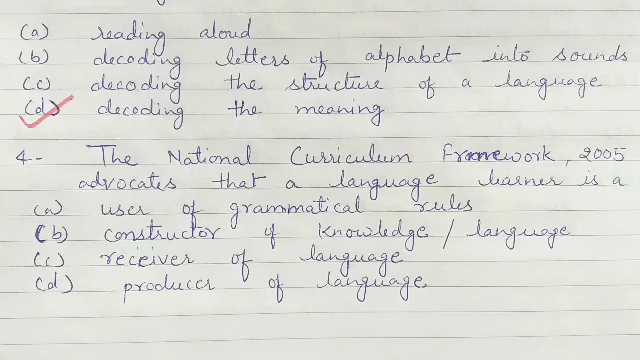 (a) reading aloud
(b) decoding letters of alphabet into sounds
(c) decoding the structure of a language
(d) decoding the meaning
4- The National Curriculum Framework, 2005
advocates that a language learner is a
(a) user of grammatical rules
(b) constructor of knowledge / language
(c) receiver of language
(d) producer of language